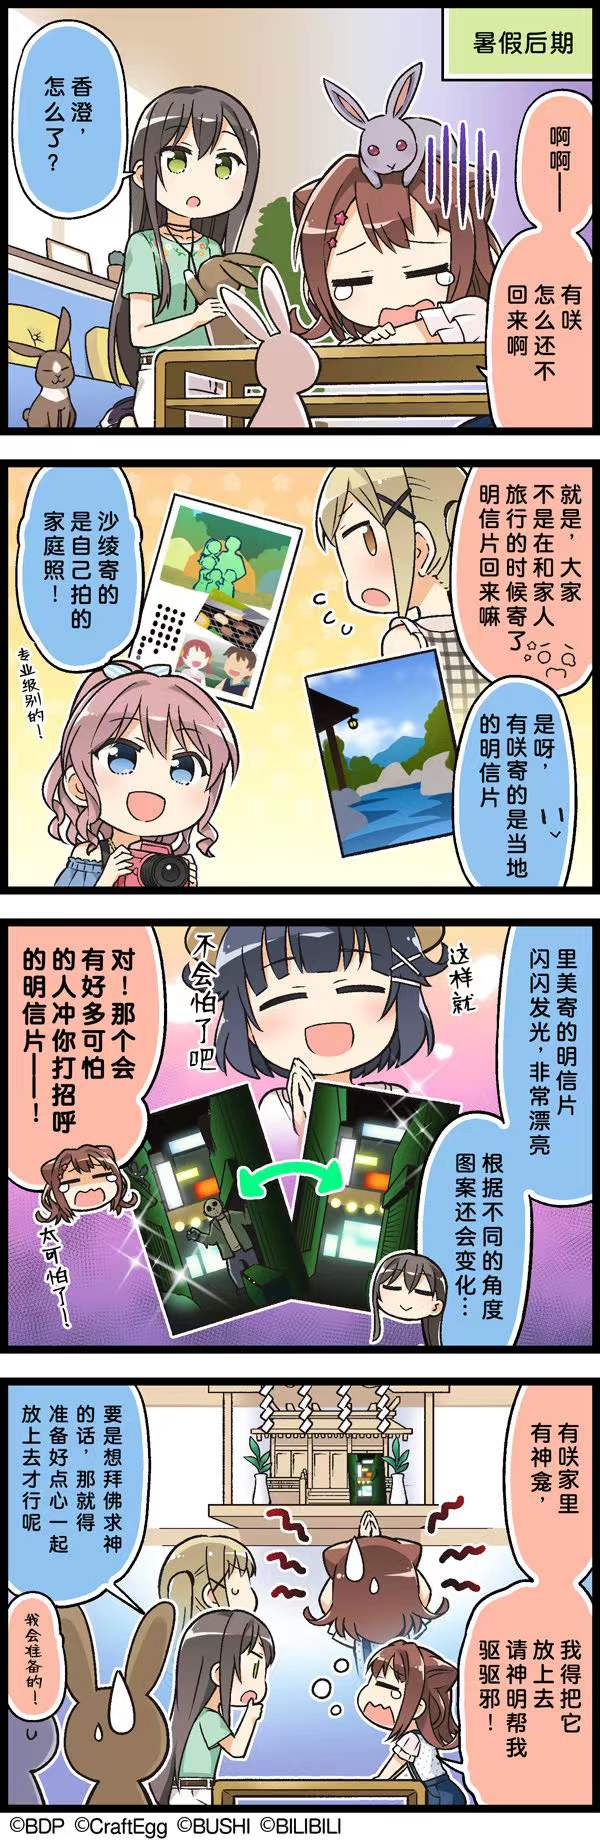 暑假后期
啊啊——
有咲
怎么还不
回来啊
香澄，
怎么了？
就是，大家
不是在和家人
旅行的时候寄了
明信片回来嘛
是呀，
有咲寄的是当地
的明信片
沙绫寄的
是自己拍的
家庭照！
专业级别的！
里美寄的明信片
闪闪发光，非常漂亮
根据不同的角度
图案还会变化…
这样就
不会怕了吧
对！那个会
有好多可怕
的人冲你打招呼
的明信片——！
太可怕了！
有咲家里
有神龛，
我得把它
放上去
请神明帮我
驱驱邪！
要是想拜佛求神
的话，那就得
准备好点心一起
放上去才行呢
我会准备的！
©BDP ©CraftEgg ©BUSHI ©BILIBILI